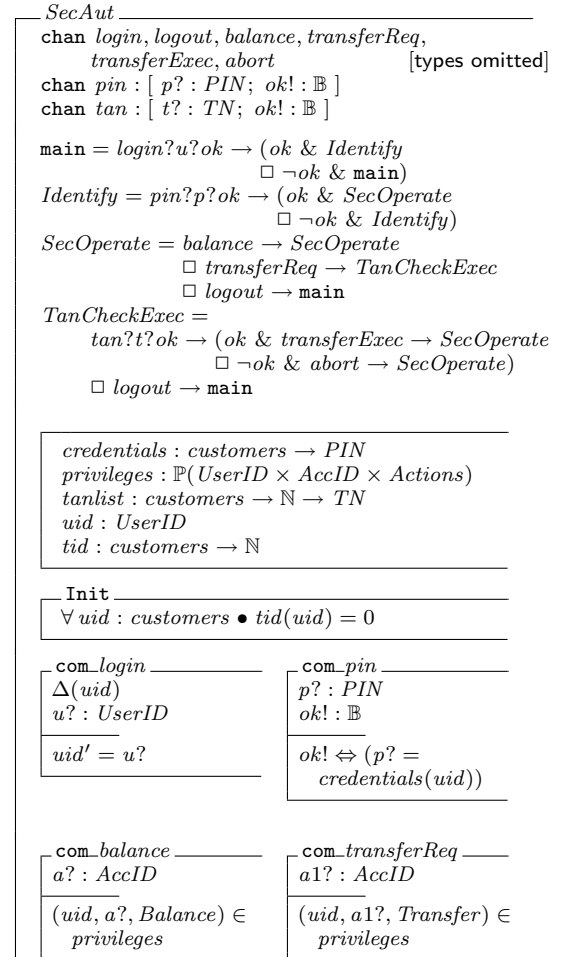 SecAut
chan login, logout, balance, transferReq,
transferExec, abort [types omitted]
chan pin : [ p? : PIN; ok! : 𝔹 ]
chan tan : [ t? : TN; ok! : 𝔹 ]
main = login?u?ok → (ok & Identify
□ ¬ok & main)
Identify = pin?p?ok → (ok & SecOperate
□ ¬ok & Identify)
SecOperate = balance → SecOperate
□ transferReq → TanCheckExec
□ logout → main
TanCheckExec =
tan?t?ok → (ok & transferExec → SecOperate
□ ¬ok & abort → SecOperate)
□ logout → main
credentials : customers → PIN
privileges : ℙ(UserID × AccID × Actions)
tanlist : customers → ℕ → TN
uid : UserID
tid : customers → ℕ
Init
∀ uid : customers • tid(uid) = 0
com_login
Δ(uid)
u? : UserID
uid′ = u?
com_pin
p? : PIN
ok! : 𝔹
ok! ⇔ (p? =
credentials(uid))
com_balance
a? : AccID
(uid, a?, Balance) ∈
privileges
com_transferReq
a1? : AccID
(uid, a1?, Transfer) ∈
privileges